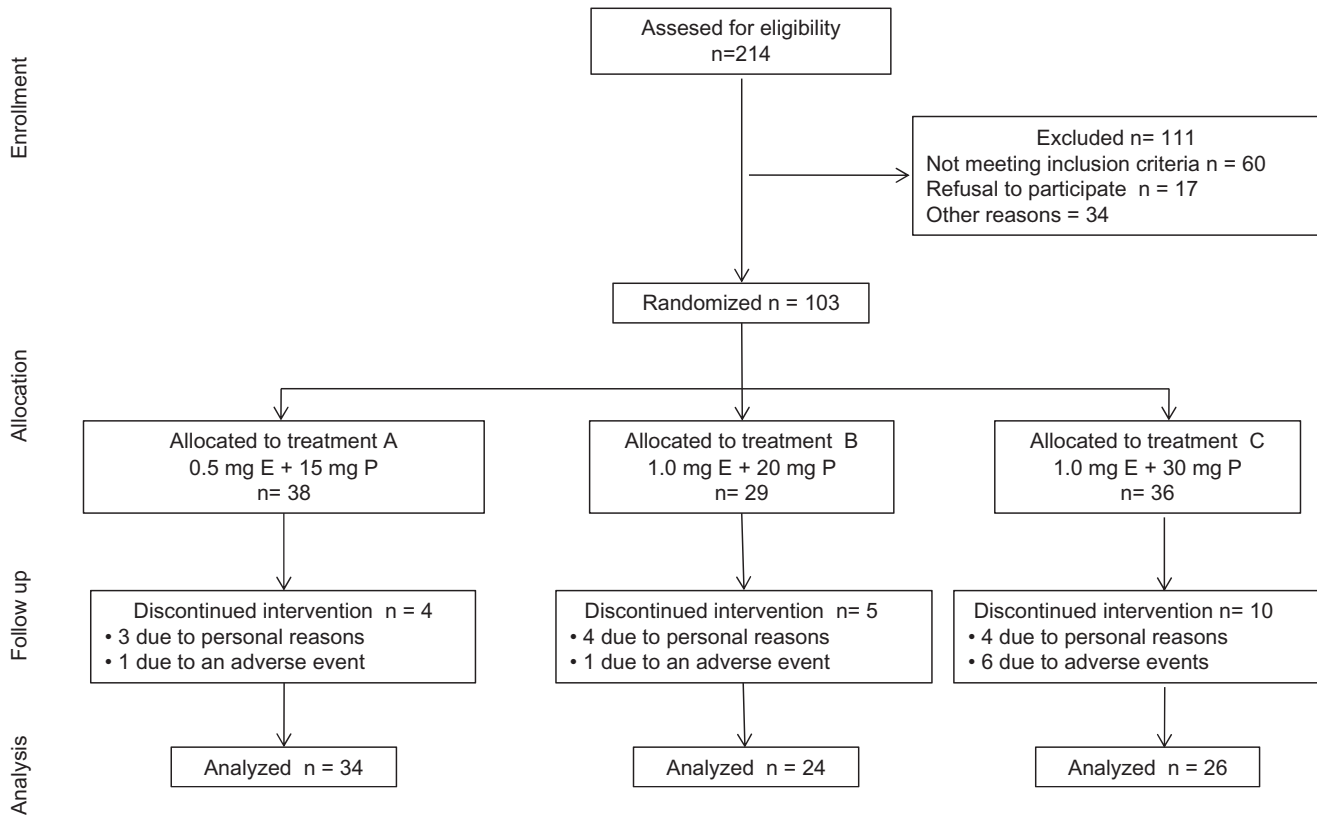 Enrollment
Assesed for eligibility
n=214
Excluded n= 111
Not meeting inclusion criteria n = 60
Refusal to participate n = 17
Other reasons = 34
Randomized n = 103
Allocation
Allocated to treatment A
0.5 mg E + 15 mg P
n= 38
Allocated to treatment B
1.0 mg E + 20 mg P
n= 29
Allocated to treatment C
1.0 mg E + 30 mg P
n= 36
Follow up
Discontinued intervention n = 4
• 3 due to personal reasons
• 1 due to an adverse event
Discontinued intervention n= 5
• 4 due to personal reasons
• 1 due to an adverse event
Discontinued intervention n= 10
• 4 due to personal reasons
• 6 due to adverse events
Analysis
Analyzed n = 34
Analyzed n = 24
Analyzed n = 26